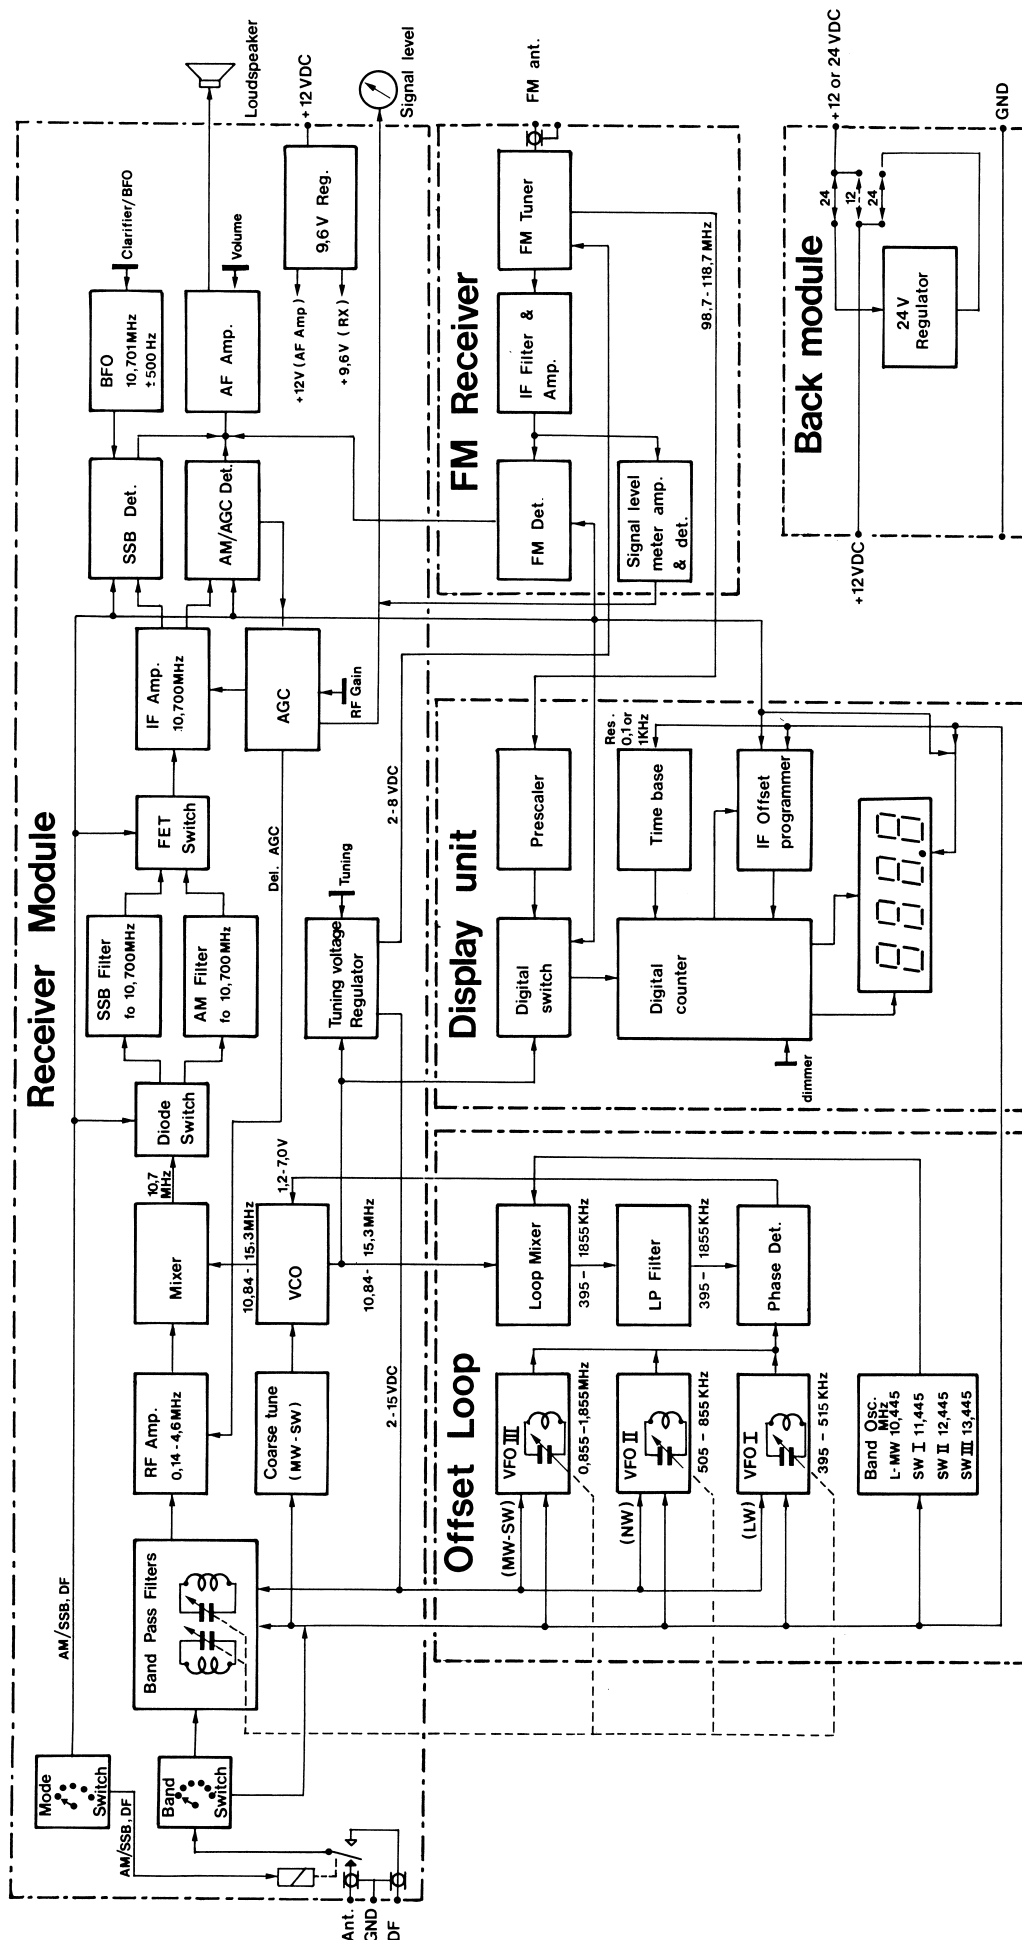 Receiver Module
Mode
Switch
AM/SSB, DF
AM/SSB, DF
Band
Switch
Ant.
GND
DF
Band Pass Filters
RF Amp.
0,14-4,6MHz
Mixer
10,7
MHz
Diode
Switch
SSB Filter
fo 10,700MHz
AM Filter
fo 10,700MHz
FET
Switch
IF Amp.
10,700MHz
SSB Det.
AM/AGC Det.
BFO
10,701MHz
±500 Hz
Clarifier/BFO
AF Amp.
Volume
Loudspeaker
AGC
RF Gain
Del. AGC
9,6V Reg.
+12VDC
+12V (AF Amp)
+9,6V (RX)
Signal level
Coarse tune
(MW-SW)
VCO
10,84- 15,3MHz
1,2-7,0V
10,84- 15,3MHz
Tuning voltage
Regulator
Tuning
2-15VDC
2-8 VDC
Offset Loop
VFO III
(MW-SW)
0,855-1,855MHz
VFO II
(NW)
505 - 855 KHz
VFO I
(LW)
395 - 515 KHz
Loop Mixer
395 - 1855KHz
LP Filter
395 - 1855KHz
Phase Det.
Band Osc.
MHz
L-MW 10,445
SW I 11,445
SW II 12,445
SW III 13,445
Display unit
Digital
switch
Prescaler
Digital
counter
dimmer
Time base
Res.
0,1 or
1KHz
IF Offset
programmer
888.8
FM Receiver
FM Det.
IF Filter &
Amp.
FM Tuner
FM ant.
Signal level
meter amp.
& det.
98,7-118,7 MHz
Back module
24V
Regulator
24
12
24
+12 or 24 VDC
GND
+12VDC